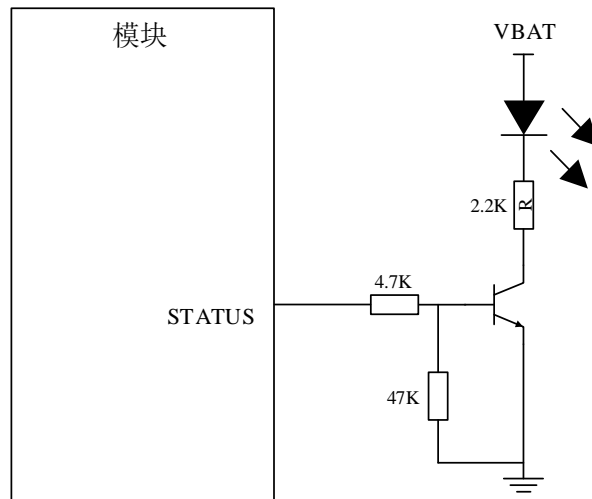 模块
VBAT
2.2K
R
4.7K
STATUS
47K